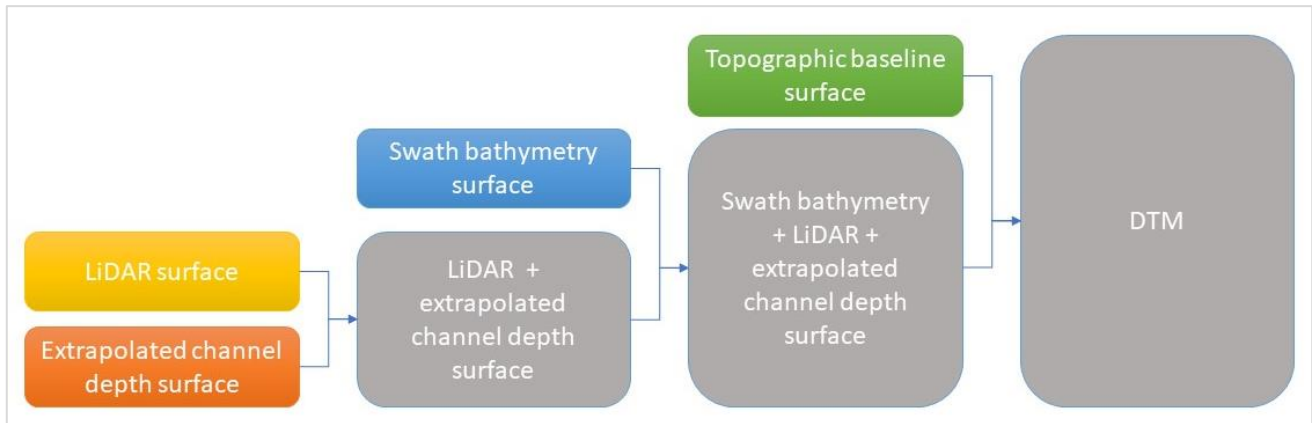 LiDAR surface
Extrapolated channel
depth surface
Swath bathymetry
surface
LiDAR +
extrapolated
channel depth
surface
Topographic baseline
surface
Swath bathymetry
+ LiDAR +
extrapolated
channel depth
surface
DTM